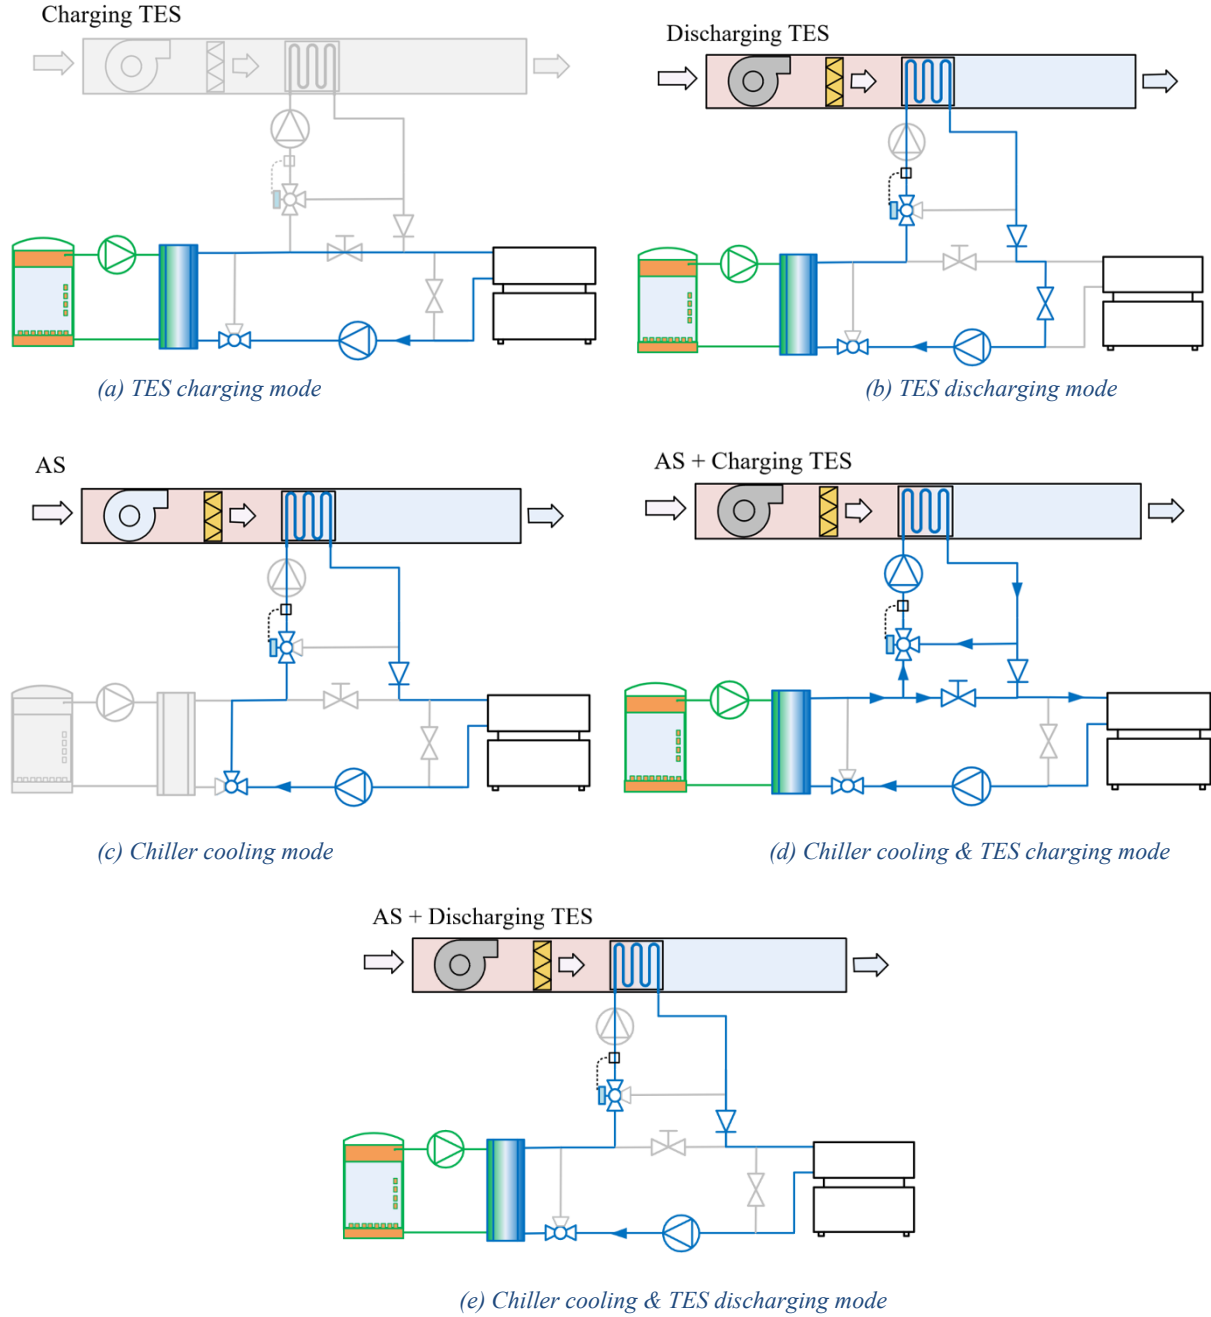 Charging TES
Discharging TES
(a) TES charging mode
(b) TES discharging mode
AS
AS + Charging TES
(c) Chiller cooling mode
(d) Chiller cooling & TES charging mode
AS + Discharging TES
(e) Chiller cooling & TES discharging mode